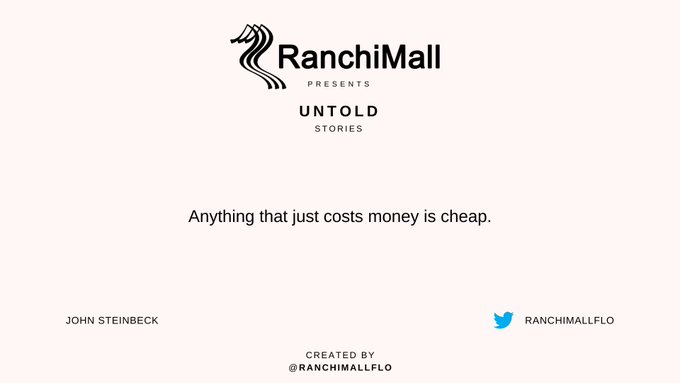 RanchiMall
PRESENTS
UNTOLD
STORIES
Anything that just costs money is cheap.
JOHN STEINBECK
RANCHIMALLFLO
CREATED BY
@RANCHIMALLFLO